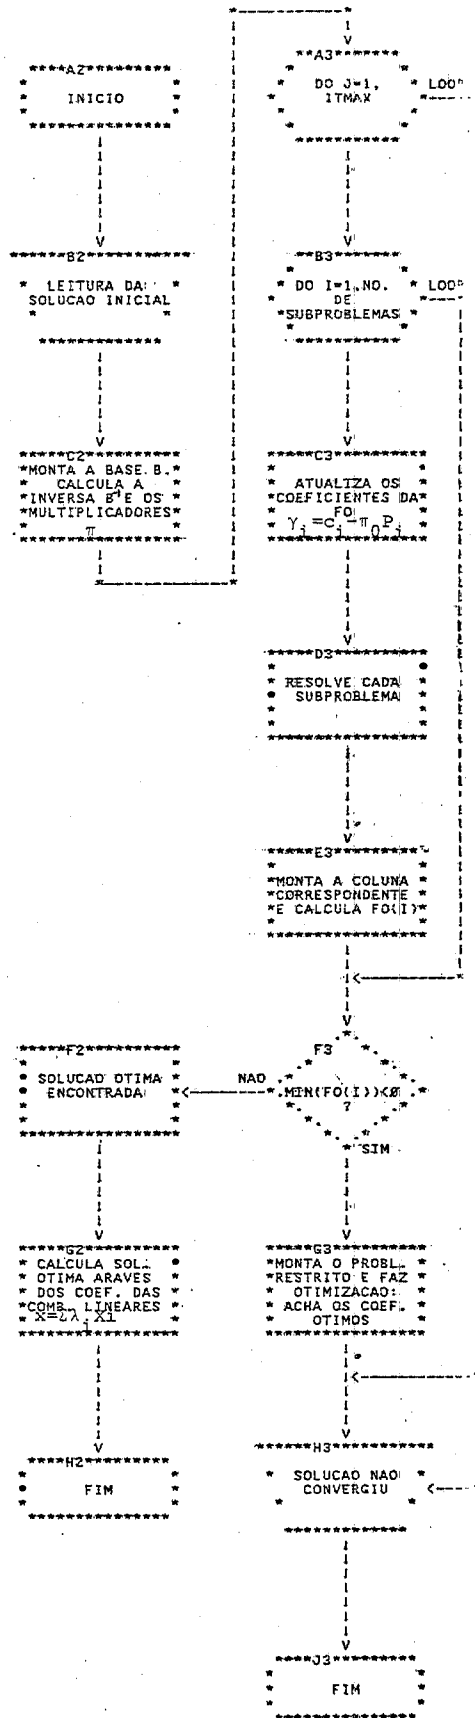 A2
INICIO
B2
LEITURA DA
SOLUCAO INICIAL
C2
MONTA A BASE B.
CALCULA A
INVERSA B⁻¹ E OS
MULTIPLICADORES
π
A3
DO J=1,
ITMAX
LOOP
B3
DO I=1,NO.
DE
SUBPROBLEMAS
LOOP
C3
ATUALIZA OS
COEFICIENTES DA
FO
γj=cj-π0Pj
D3
RESOLVE CADA
SUBPROBLEMA
E3
MONTA A COLUNA
CORRESPONDENTE
E CALCULA FO(I)
F3
MIN(FO(I))<0
?
NAO
SIM
F2
SOLUCAO OTIMA
ENCONTRADA
G2
CALCULA SOL.
OTIMA ARAVES
DOS COEF. DAS
COMB. LINEARES
X=Σλj Xi
G3
MONTA O PROBL.
RESTRITO E FAZ
OTIMIZACAO:
ACHA OS COEF.
OTIMOS
H2
FIM
H3
SOLUCAO NAO
CONVERGIU
J3
FIM